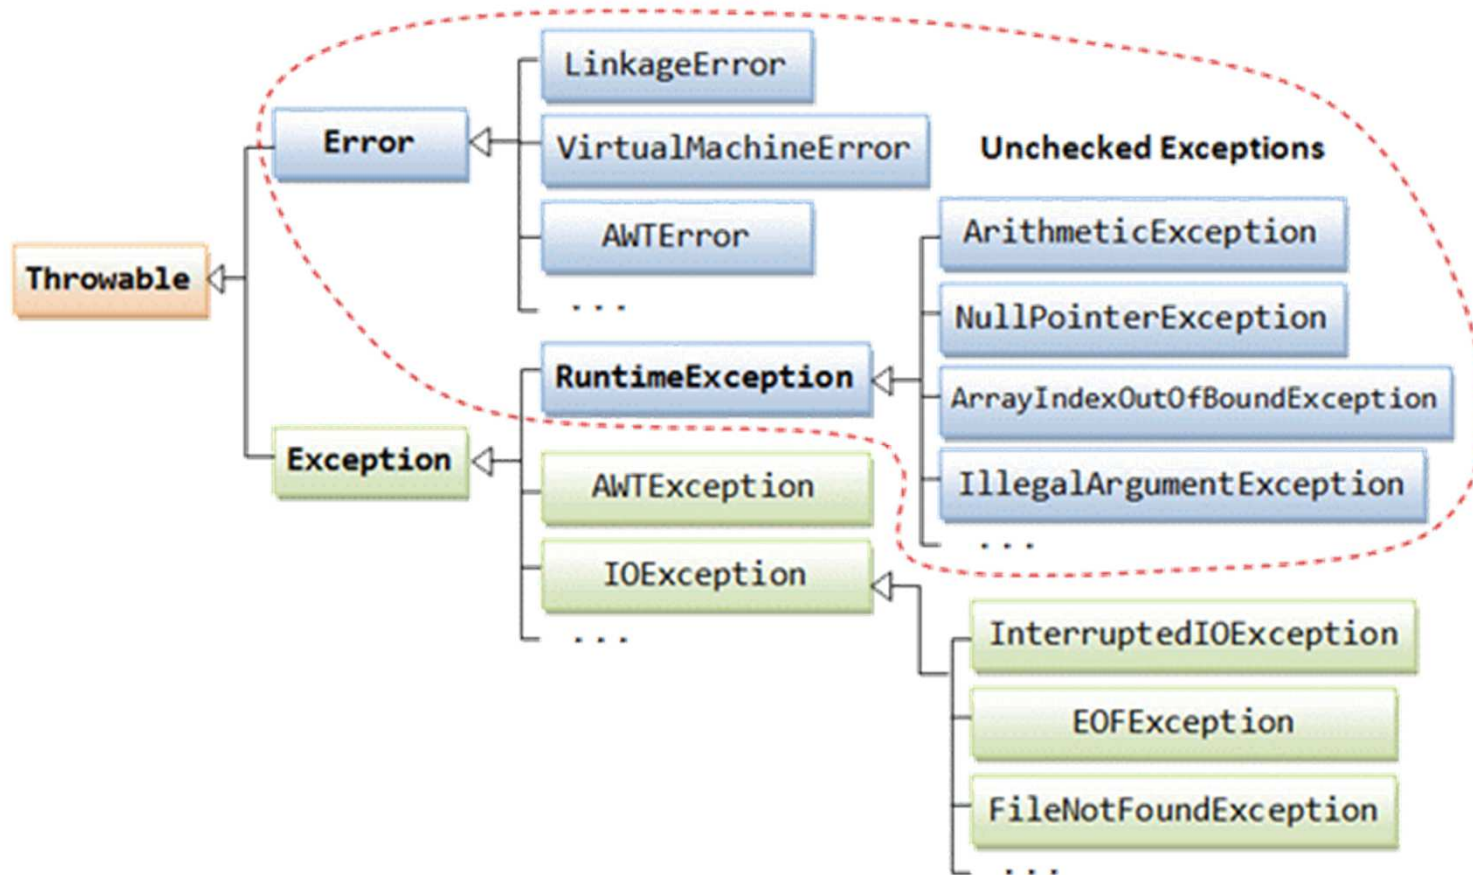 LinkageError
Error
VirtualMachineError
Unchecked Exceptions
AWTError
ArithmeticException
Throwable
...
NullPointerException
RuntimeException
ArrayIndexOutOfBoundException
Exception
AWTException
IllegalArgumentException
...
IOException
...
InterruptedIOException
EOFException
FileNotFoundException
...